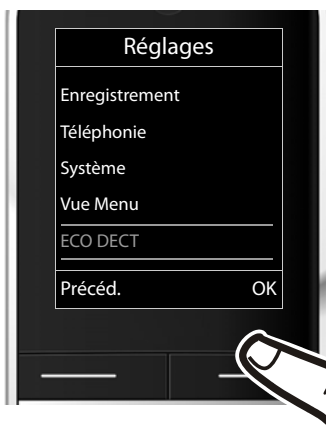 Réglages
Enregistrement
Téléphonie
Système
Vue Menu
ECO DECT
Précéd. OK